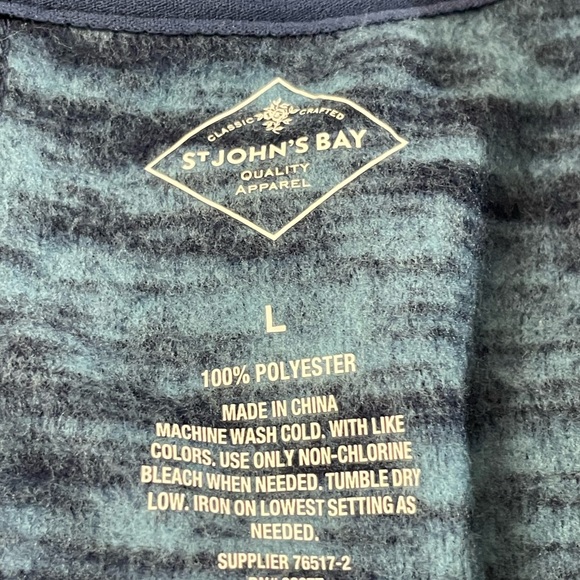 CLASSIC CRAFTED
ST JOHN'S BAY
QUALITY
APPAREL
L
100% POLYESTER
MADE IN CHINA
MACHINE WASH COLD, WITH LIKE
COLORS. USE ONLY NON-CHLORINE
BLEACH WHEN NEEDED. TUMBLE DRY
LOW. IRON ON LOWEST SETTING AS
NEEDED.
SUPPLIER 76517-2